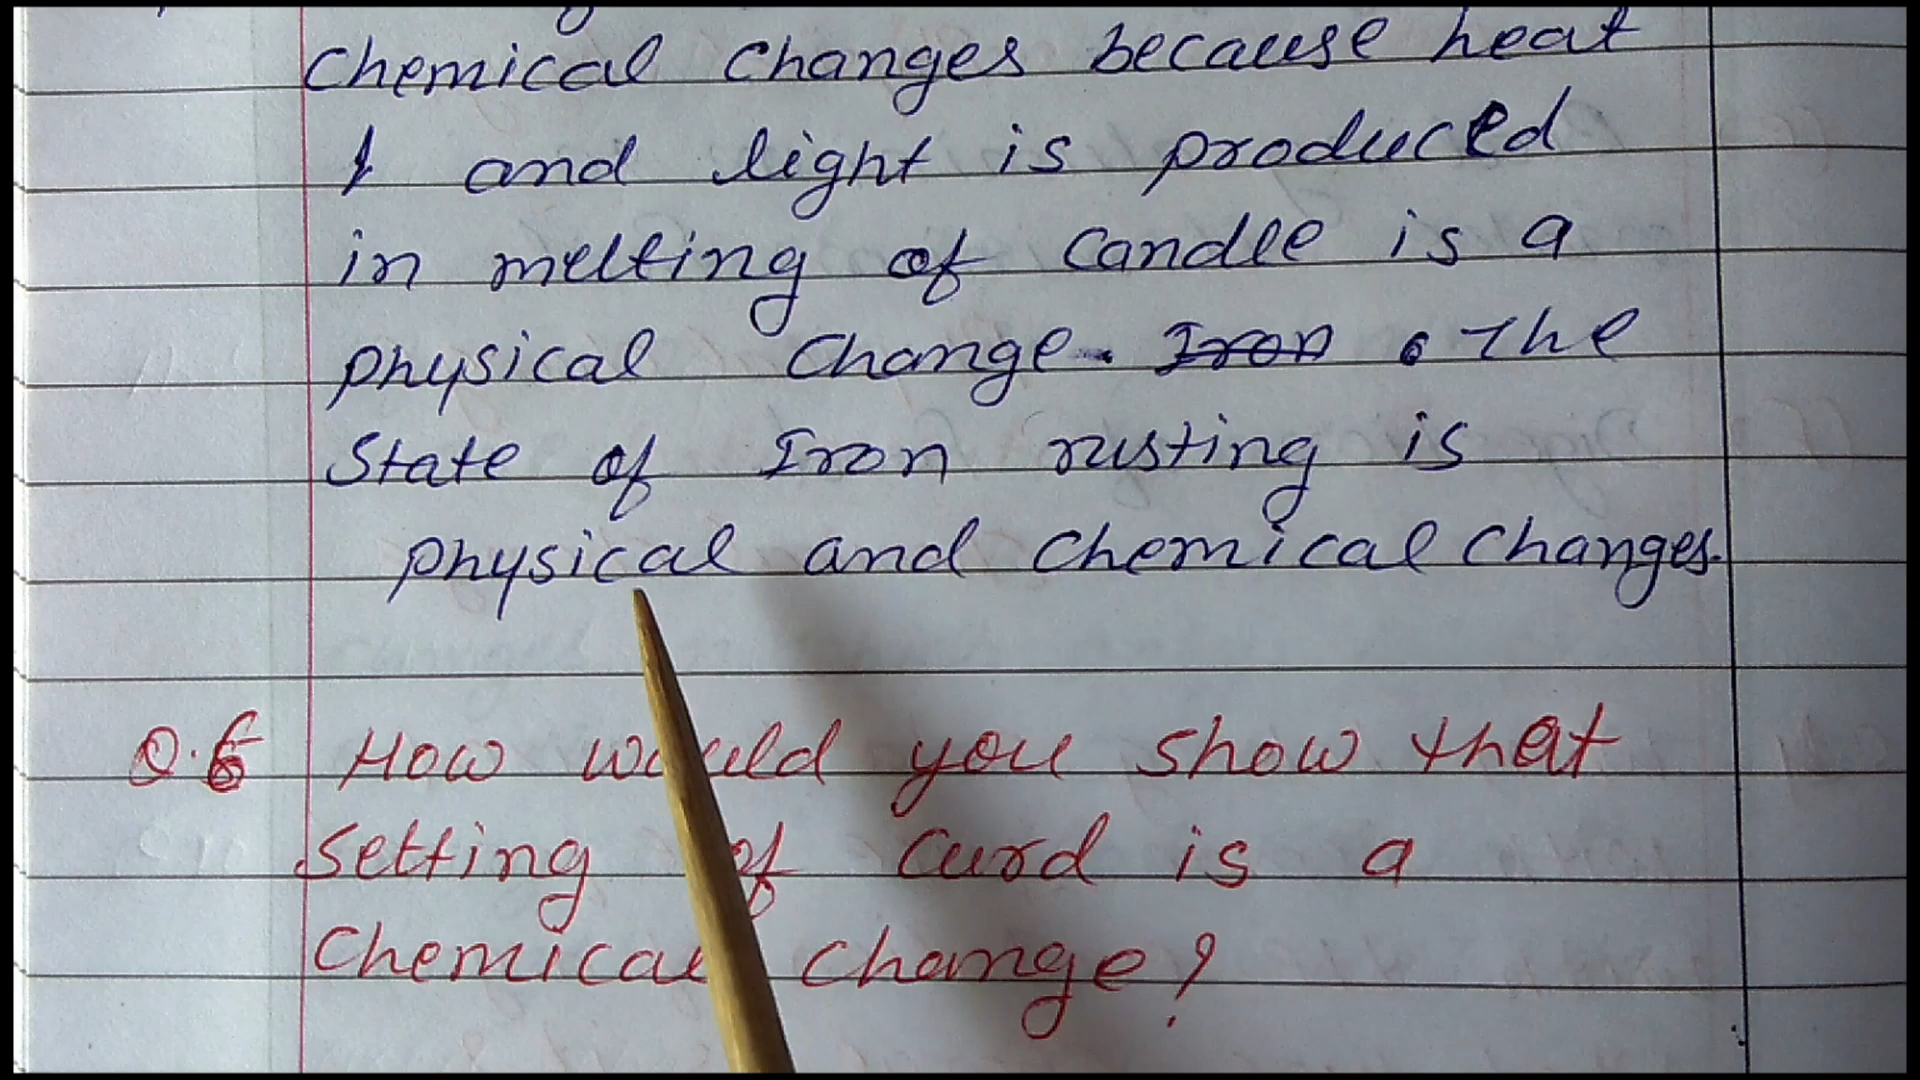 Chemical Changes because heat
and light is produced
in melting of Candle is a
physical Change. Iron . The
State of Iron rusting is
physical and Chemical Changes.
Q.6 How would you show that
Setting of Curd is a
Chemical Change?